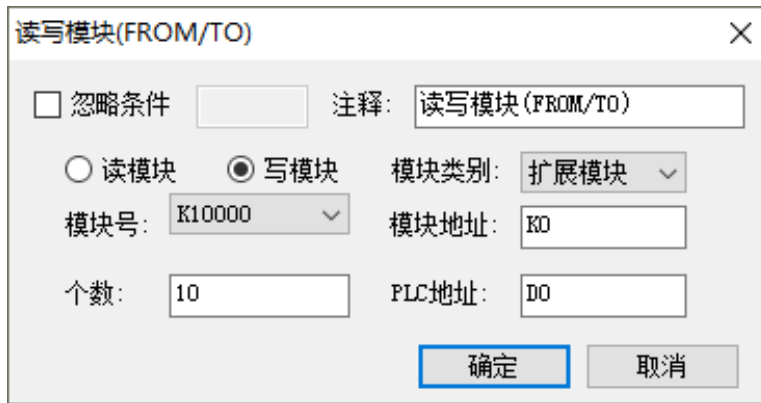 读写模块(FROM/TO)
忽略条件 注释: 读写模块(FROM/TO)
读模块 写模块 模块类别: 扩展模块
模块号: K10000 模块地址: K0
个数: 10 PLC地址: D0
确定 取消